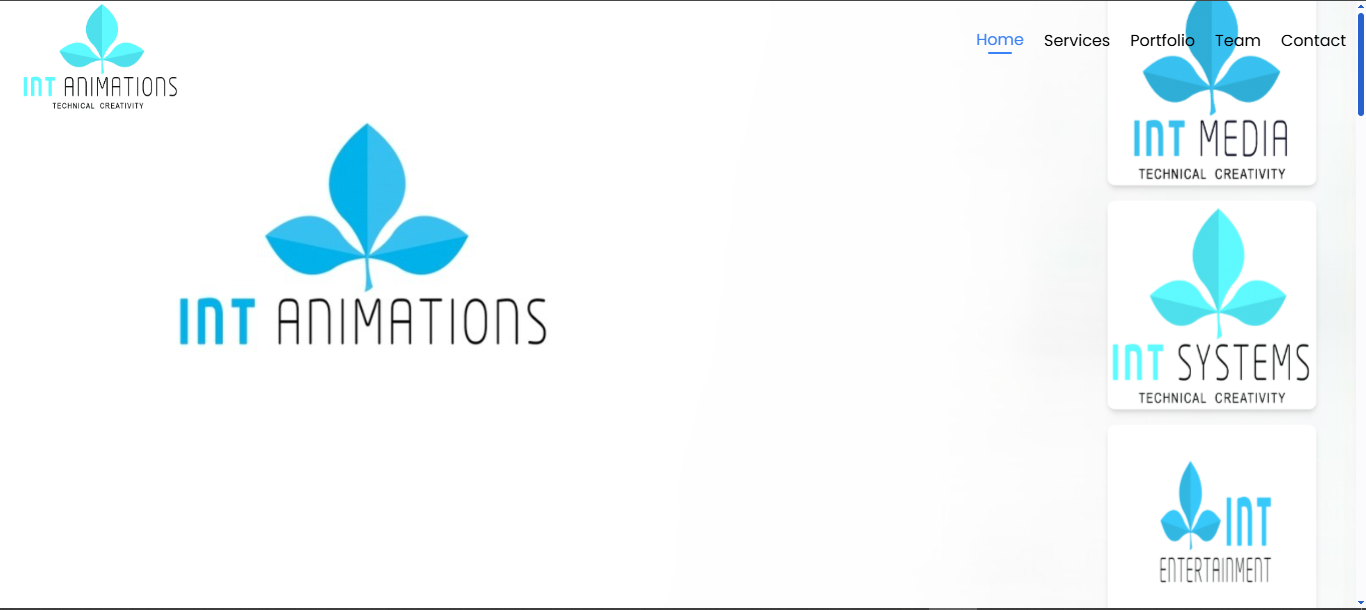 INT ANIMATIONS
TECHNICAL CREATIVITY
Home Services Portfolio Team Contact
INT ANIMATIONS
INT MEDIA
TECHNICAL CREATIVITY
INT SYSTEMS
TECHNICAL CREATIVITY
INT
ENTERTAINMENT